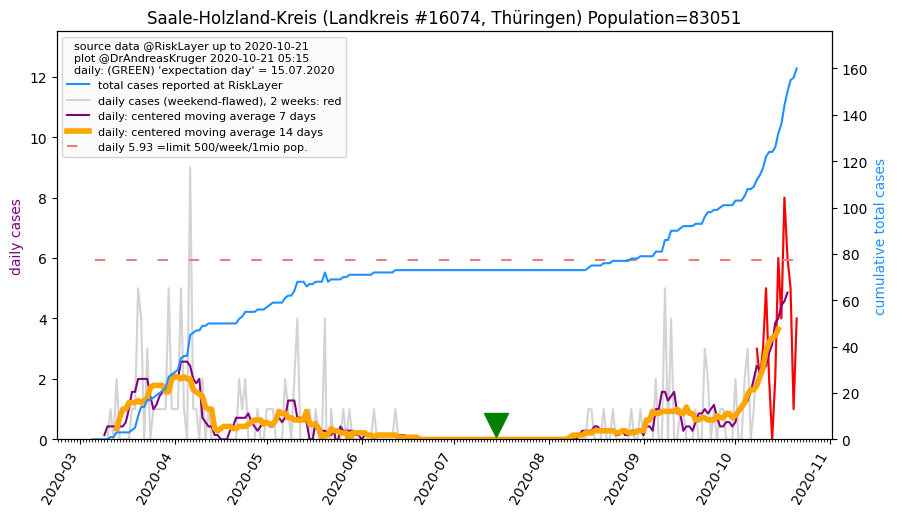 Saale-Holzland-Kreis (Landkreis #16074, Thüringen) Population=83051
source data @RiskLayer up to 2020-10-21
plot @DrAndreasKruger 2020-10-21 05:15
daily: (GREEN) 'expectation day' = 15.07.2020
total cases reported at RiskLayer
daily cases (weekend-flawed), 2 weeks: red
daily: centered moving average 7 days
daily: centered moving average 14 days
daily 5.93 =limit 500/week/1mio pop.
daily cases
12
10
8
6
4
2
0
cumulative total cases
160
140
120
100
80
60
40
20
0
2020-03
2020-04
2020-05
2020-06
2020-07
2020-08
2020-09
2020-10
2020-11